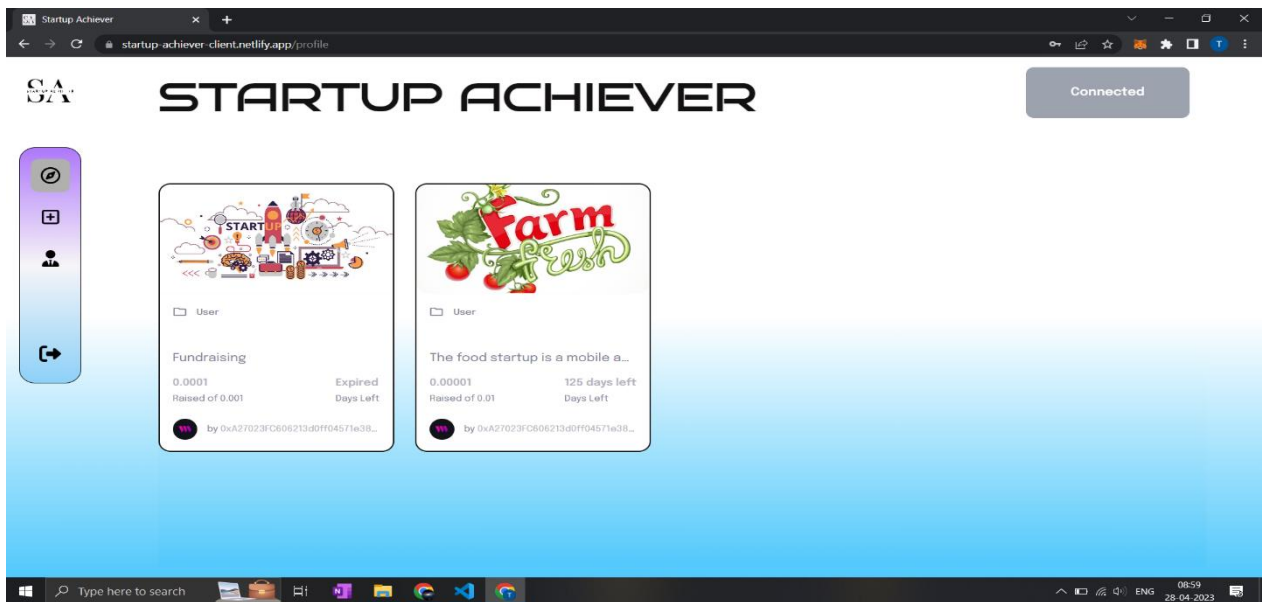 Startup Achiever
startup-achiever-client.netlify.app/profile
T
SA
STARTUP ACHIEVER
Connected
START UP
Farm
fresh
User
User
Fundraising
The food startup is a mobile a...
0.0001 Expired
0.00001 125 days left
Raised of 0.001 Days Left
Raised of 0.01 Days Left
by 0xA27023FC606213d0ff04571e38...
by 0xA27023FC606213d0ff04571e38...
Type here to search
ENG
08:59
28-04-2023